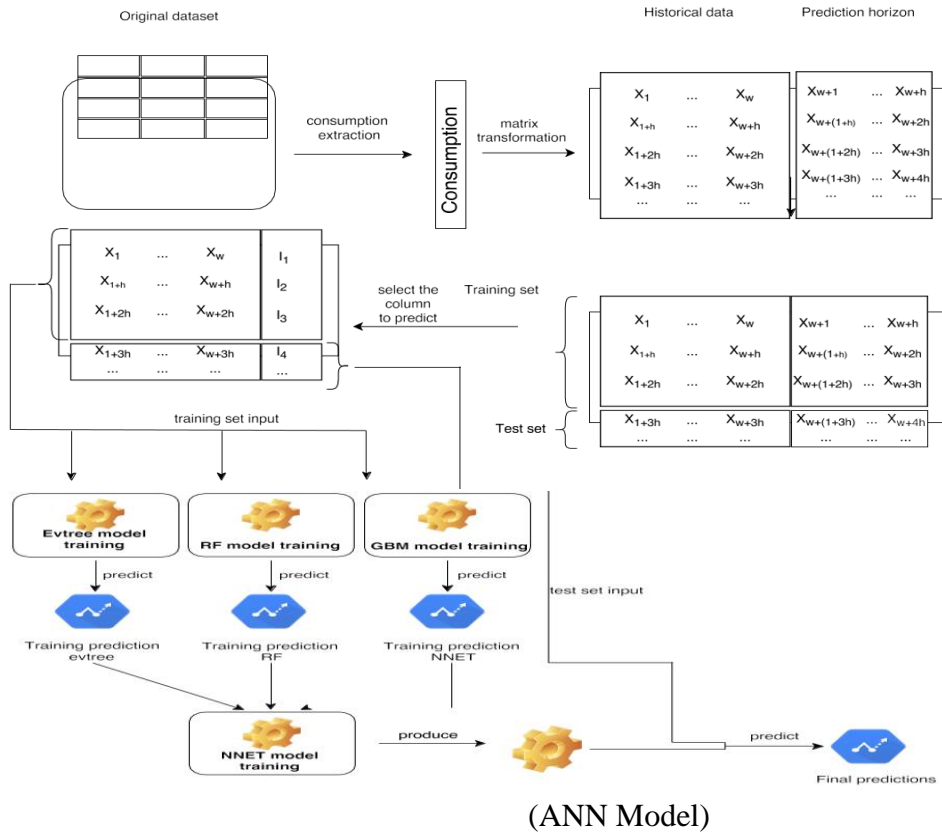 Original dataset
Historical data
Prediction horizon
consumption
extraction
Consumption
matrix
transformation
X1 ... Xw Xw+1 ... Xw+h
X1+h ... Xw+h Xw+(1+h) ... Xw+2h
X1+2h ... Xw+2h Xw+(1+2h) ... Xw+3h
X1+3h ... Xw+3h Xw+(1+3h) ... Xw+4h
... ... ... ... ... ...
X1 ... Xw I1
X1+h ... Xw+h I2
X1+2h ... Xw+2h I3
X1+3h ... Xw+3h I4
... ... ... ...
select the
column
to predict
Training set
X1 ... Xw Xw+1 ... Xw+h
X1+h ... Xw+h Xw+(1+h) ... Xw+2h
X1+2h ... Xw+2h Xw+(1+2h) ... Xw+3h
Test set
X1+3h ... Xw+3h Xw+(1+3h) ... Xw+4h
... ... ... ... ... ...
training set input
Evtree model
training
RF model training
GBM model training
predict
predict
predict
test set input
Training prediction
evtree
Training prediction
RF
Training prediction
NNET
NNET model
training
produce
predict
Final predictions
(ANN Model)